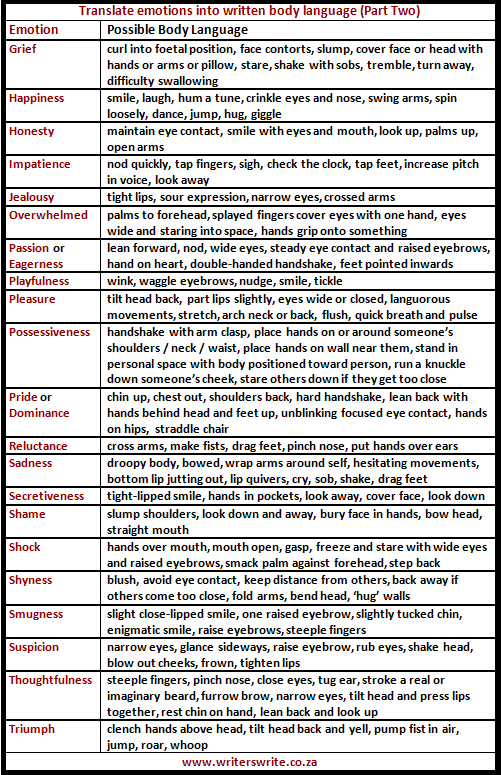 Translate emotions into written body language (Part Two)
Emotion Possible Body Language
Grief curl into foetal position, face contorts, slump, cover face or head with
hands or arms or pillow, stare, shake with sobs, tremble, turn away,
difficulty swallowing
Happiness smile, laugh, hum a tune, crinkle eyes and nose, swing arms, spin
loosely, dance, jump, hug, giggle
Honesty maintain eye contact, smile with eyes and mouth, look up, palms up,
open arms
Impatience nod quickly, tap fingers, sigh, check the clock, tap feet, increase pitch
in voice, look away
Jealousy tight lips, sour expression, narrow eyes, crossed arms
Overwhelmed palms to forehead, splayed fingers cover eyes with one hand, eyes
wide and staring into space, hands grip onto something
Passion or lean forward, nod, wide eyes, steady eye contact and raised eyebrows,
Eagerness hand on heart, double-handed handshake, feet pointed inwards
Playfulness wink, waggle eyebrows, nudge, smile, tickle
Pleasure tilt head back, part lips slightly, eyes wide or closed, languorous
movements, stretch, arch neck or back, flush, quick breath and pulse
Possessiveness handshake with arm clasp, place hands on or around someone's
shoulders / neck / waist, place hands on wall near them, stand in
personal space with body positioned toward person, run a knuckle
down someone's cheek, stare others down if they get too close
Pride or chin up, chest out, shoulders back, hard handshake, lean back with
Dominance hands behind head and feet up, unblinking focused eye contact, hands
on hips, straddle chair
Reluctance cross arms, make fists, drag feet, pinch nose, put hands over ears
Sadness droopy body, bowed, wrap arms around self, hesitating movements,
bottom lip jutting out, lip quivers, cry, sob, shake, drag feet
Secretiveness tight-lipped smile, hands in pockets, look away, cover face, look down
Shame slump shoulders, look down and away, bury face in hands, bow head,
straight mouth
Shock hands over mouth, mouth open, gasp, freeze and stare with wide eyes
and raised eyebrows, smack palm against forehead, step back
Shyness blush, avoid eye contact, keep distance from others, back away if
others come too close, fold arms, bend head, 'hug' walls
Smugness slight close-lipped smile, one raised eyebrow, slightly tucked chin,
enigmatic smile, raise eyebrows, steeple fingers
Suspicion narrow eyes, glance sideways, raise eyebrow, rub eyes, shake head,
blow out cheeks, frown, tighten lips
Thoughtfulness steeple fingers, pinch nose, close eyes, tug ear, stroke a real or
imaginary beard, furrow brow, narrow eyes, tilt head and press lips
together, rest chin on hand, lean back and look up
Triumph clench hands above head, tilt head back and yell, pump fist in air,
jump, roar, whoop
www.writerswrite.co.za